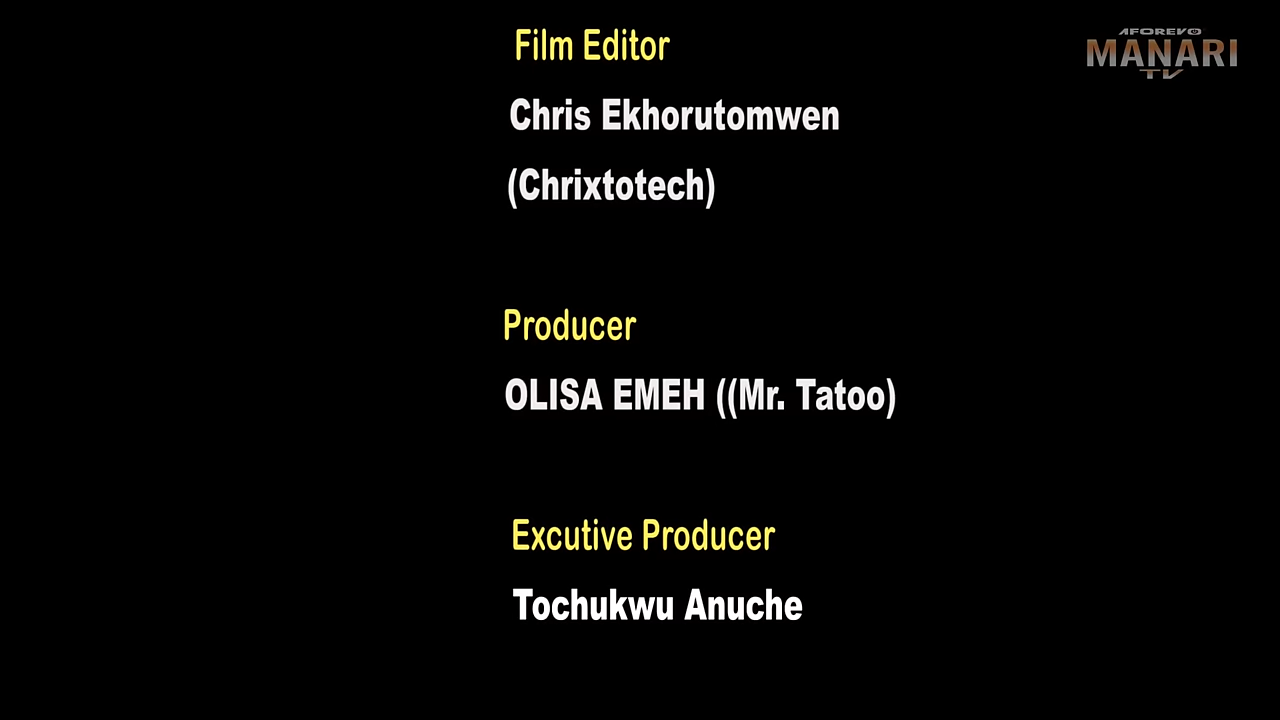 Film Editor
AFOREVO
MANARI
TV
Chris Ekhorutomwen
(Chrixtotech)
Producer
OLISA EMEH ((Mr. Tatoo)
Excutive Producer
Tochukwu Anuche